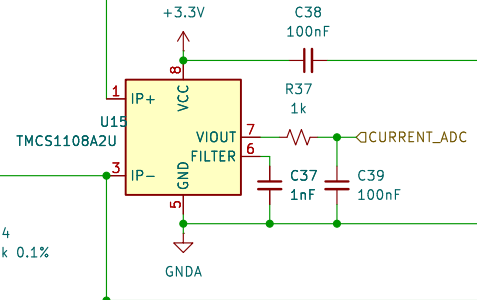 +3.3V
C38
100nF
8
R37
1k
1
IP+
VCC
U15
TMCS1108A2U
VIOUT
7
CURRENT_ADC
FILTER
6
3
IP-
GND
C37
1nF
C39
100nF
5
4
k 0.1%
GNDA